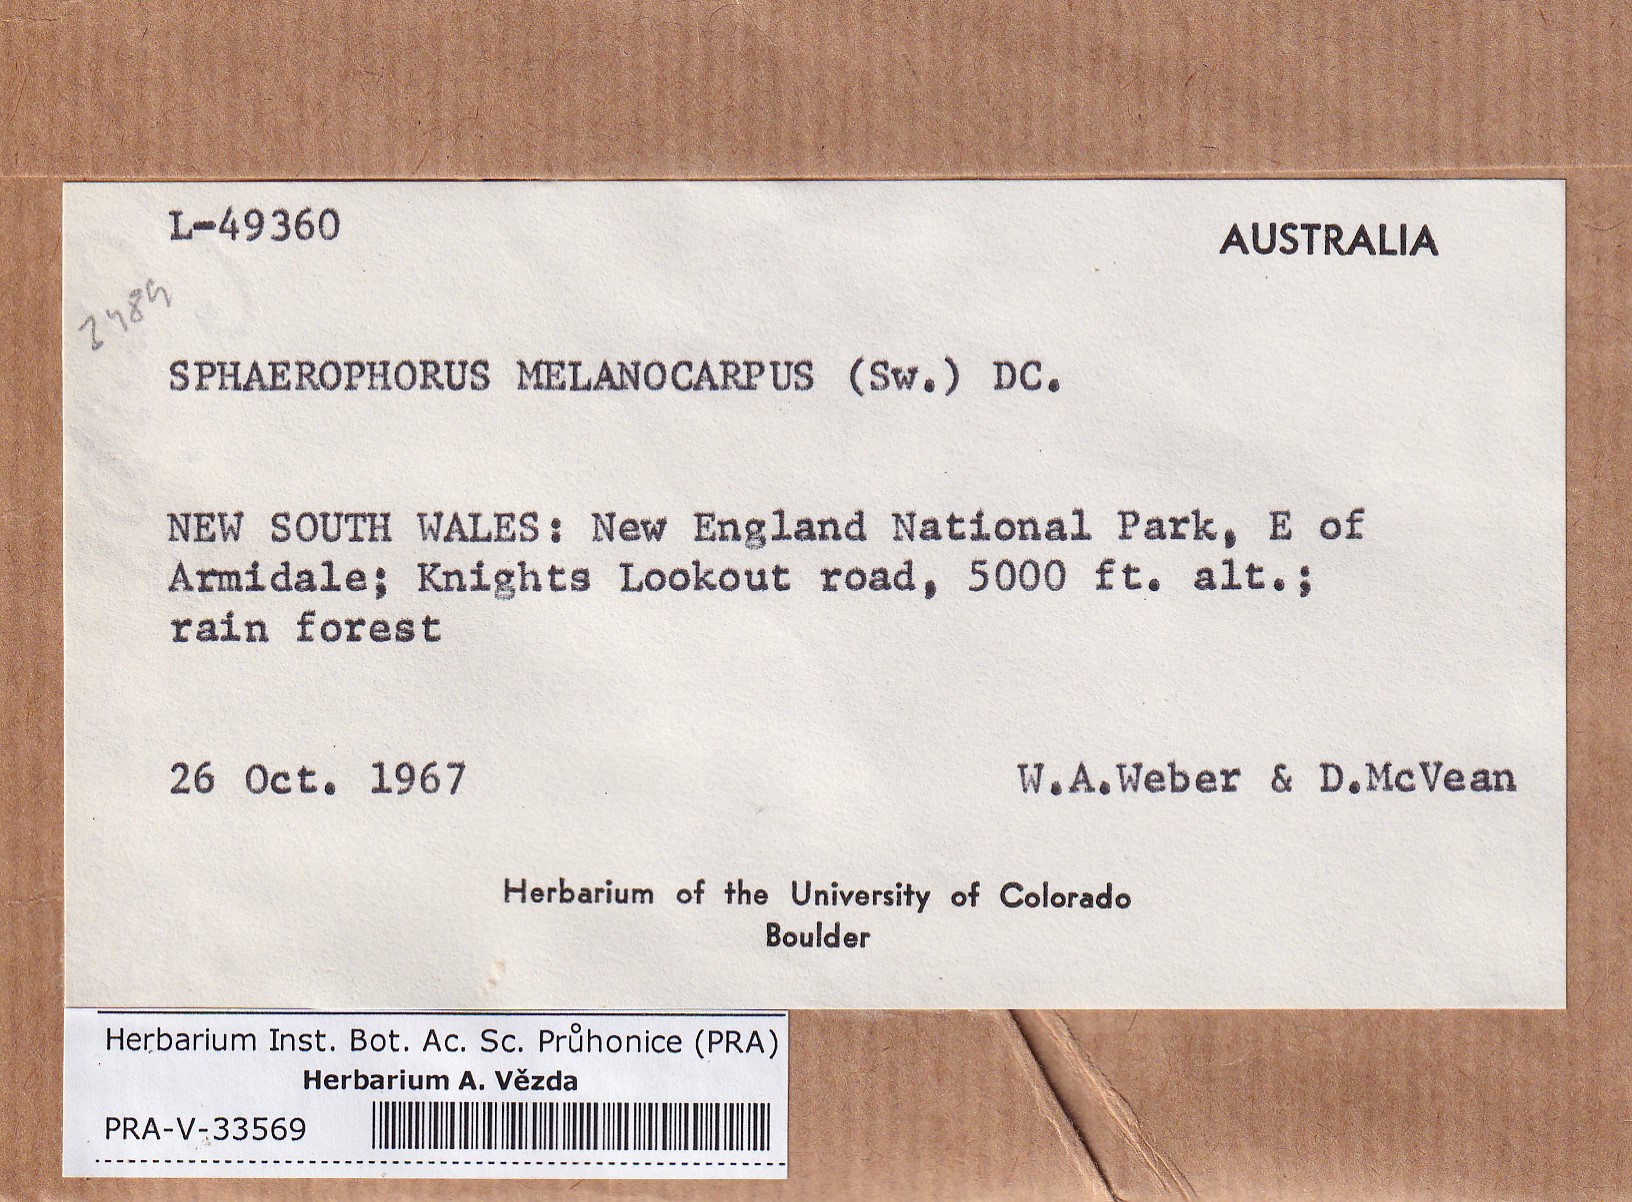 L-49360
AUSTRALIA
SPHAEROPHORUS MELANOCARPUS (Sw.) DC.
NEW SOUTH WALES: New England National Park, E of
Armidale; Knights Lookout road, 5000 ft. alt.;
rain forest
26 Oct. 1967
W.A.Weber & D.McVean
Herbarium of the University of Colorado
Boulder
Herbarium Inst. Bot. Ac. Sc. Průhonice (PRA)
Herbarium A. Vězda
PRA-V-33569